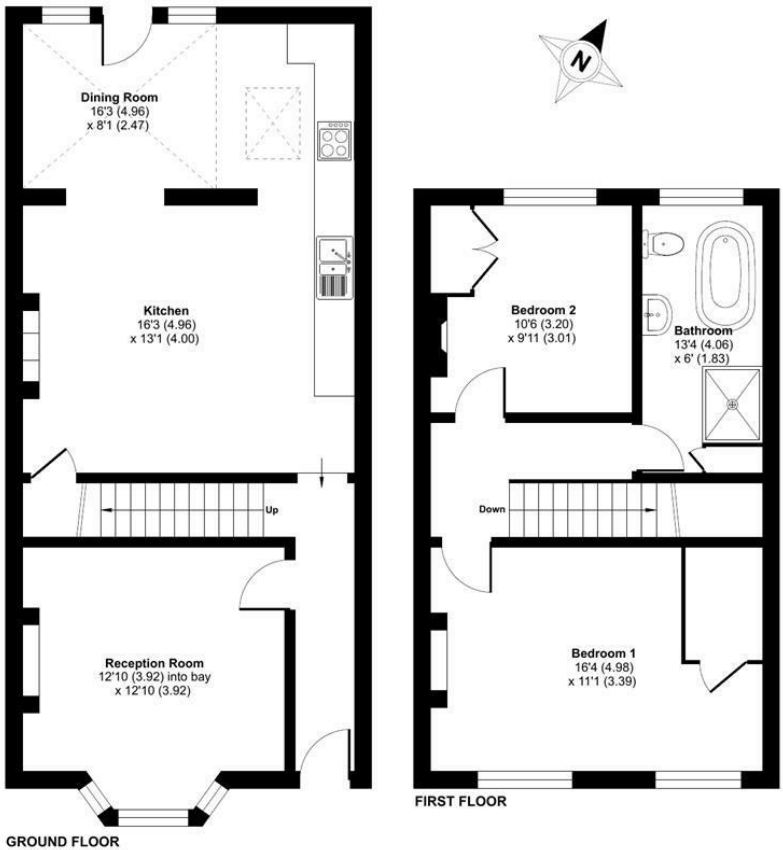 Dining Room
16'3 (4.96)
x 8'1 (2.47)
N
Kitchen
16'3 (4.96)
x 13'1 (4.00)
Bedroom 2
10'6 (3.20)
x 9'11 (3.01)
Bathroom
13'4 (4.06)
x 6' (1.83)
Up
Down
Reception Room
12'10 (3.92) into bay
x 12'10 (3.92)
Bedroom 1
16'4 (4.98)
x 11'1 (3.39)
GROUND FLOOR
FIRST FLOOR